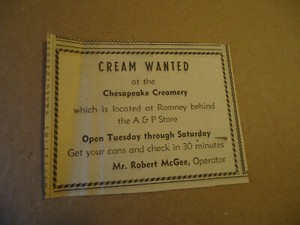 CREAM WANTED
at the
Chesapeake Creamery
which is located at Romney behind
the A & P Store
Open Tuesday through Saturday
Get your cans and check in 30 minutes
Mr. Robert McGee, Operator